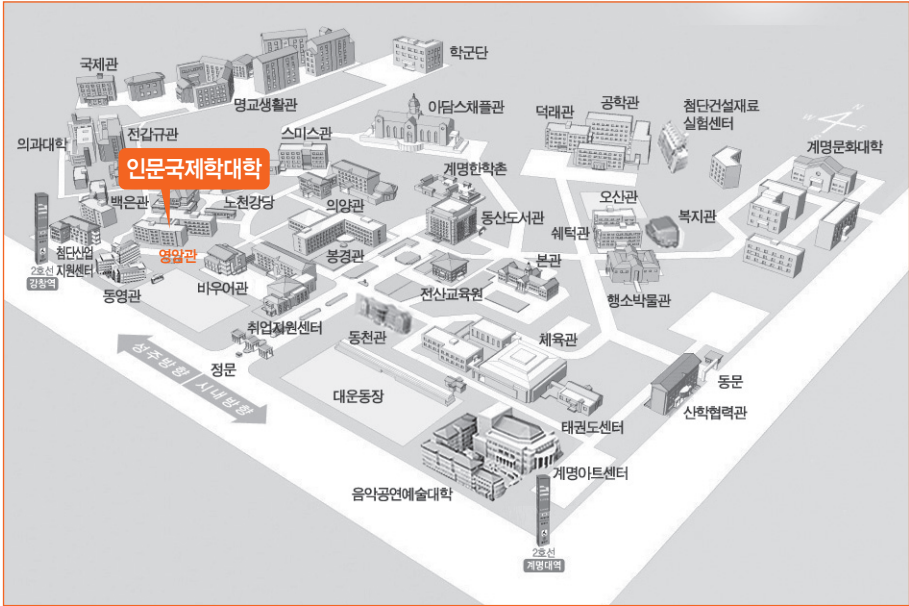 학군단
국제관
명교생활관
아담스채플관
덕래관
공학관
첨단건설재료
실험센터
N
W
E
S
의과대학
전갑규관
스미스관
계명문화대학
인문국제학대학
계명한학촌
백은관
노천강당
의양관
오산관
복지관
동산도서관
쉐턱관
첨단산업
지원센터
영암관
봉경관
본관
2호선
강창역
동영관
비우어관
전산교육원
행소박물관
취업지원센터
동천관
체육관
성주방향
시내방향
정문
대운동장
동문
산학협력관
태권도센터
계명아트센터
음악공연예술대학
2호선
계명대역